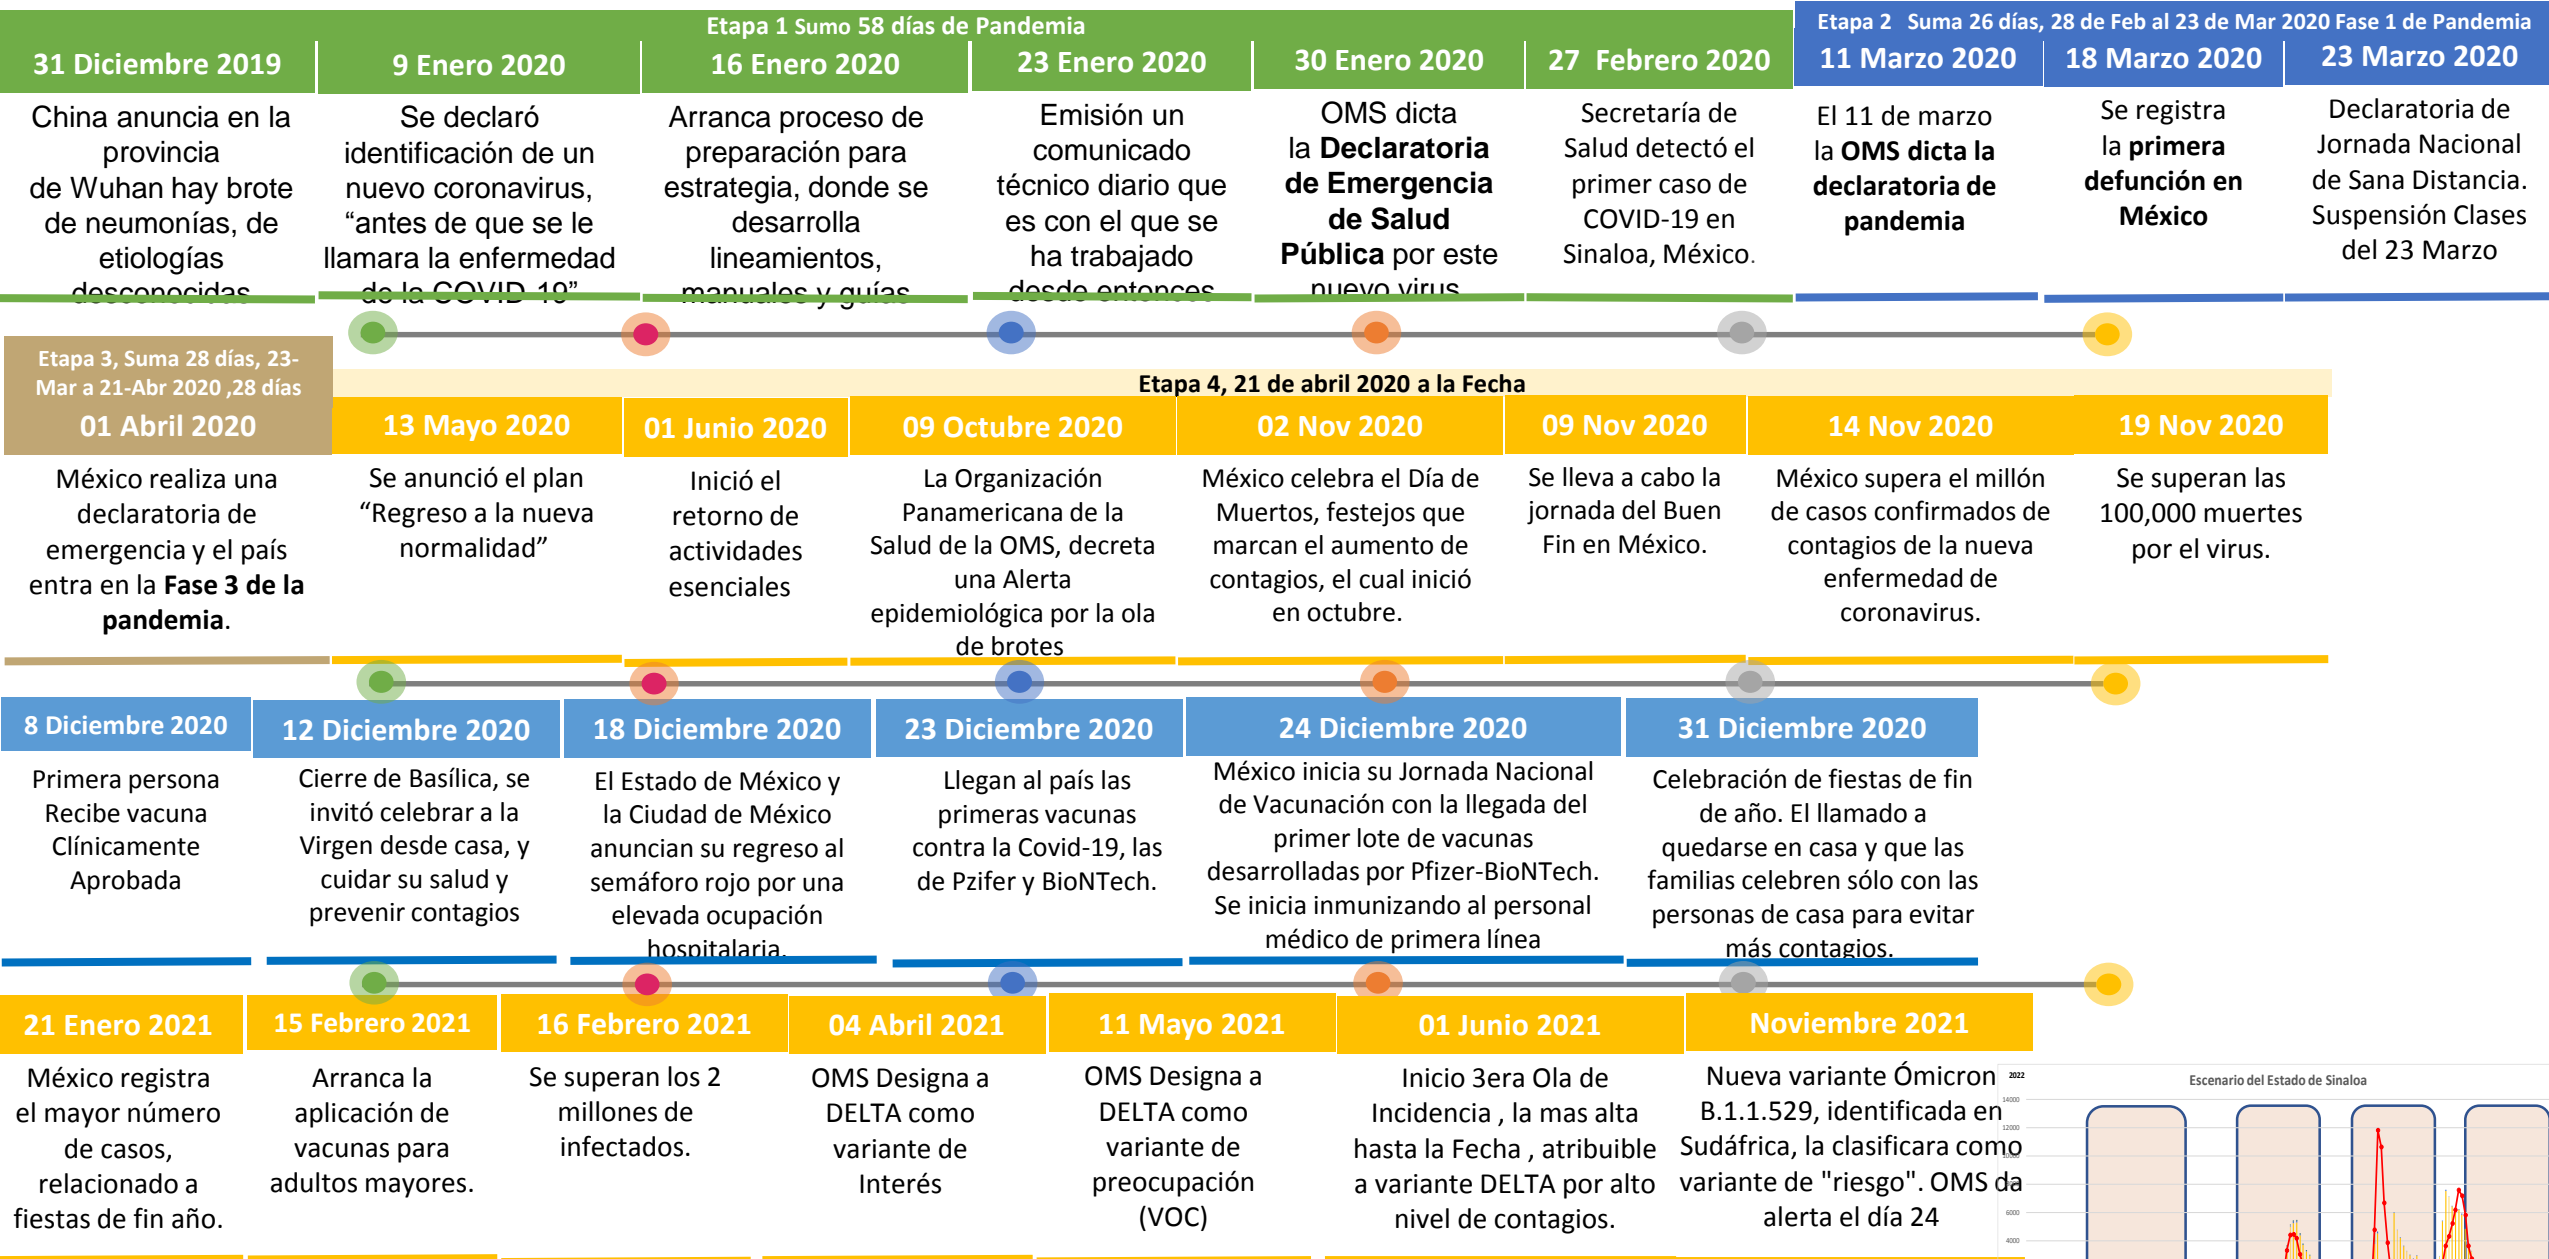 Etapa 1 Sumo 58 días de Pandemia
Etapa 2 Suma 26 días, 28 de Feb al 23 de Mar 2020 Fase 1 de Pandemia
31 Diciembre 2019
China anuncia en la
provincia
de Wuhan hay brote
de neumonías, de
etiologías
desconocidas
9 Enero 2020
Se declaró
identificación de un
nuevo coronavirus,
“antes de que se le
llamara la enfermedad
de la COVID-19”
16 Enero 2020
Arranca proceso de
preparación para
estrategia, donde se
desarrolla
lineamientos,
manuales y guías
23 Enero 2020
Emisión un
comunicado
técnico diario que
es con el que se
ha trabajado
desde entonces
30 Enero 2020
OMS dicta
la Declaratoria
de Emergencia
de Salud
Pública por este
nuevo virus
27 Febrero 2020
Secretaría de
Salud detectó el
primer caso de
COVID-19 en
Sinaloa, México.
11 Marzo 2020
El 11 de marzo
la OMS dicta la
declaratoria de
pandemia
18 Marzo 2020
Se registra
la primera
defunción en
México
23 Marzo 2020
Declaratoria de
Jornada Nacional
de Sana Distancia.
Suspensión Clases
del 23 Marzo
Etapa 3, Suma 28 días, 23-
Mar a 21-Abr 2020 ,28 días
01 Abril 2020
México realiza una
declaratoria de
emergencia y el país
entra en la Fase 3 de la
pandemia.
Etapa 4, 21 de abril 2020 a la Fecha
13 Mayo 2020
Se anunció el plan
“Regreso a la nueva
normalidad”
01 Junio 2020
Inició el
retorno de
actividades
esenciales
09 Octubre 2020
La Organización
Panamericana de la
Salud de la OMS, decreta
una Alerta
epidemiológica por la ola
de brotes
02 Nov 2020
México celebra el Día de
Muertos, festejos que
marcan el aumento de
contagios, el cual inició
en octubre.
09 Nov 2020
Se lleva a cabo la
jornada del Buen
Fin en México.
14 Nov 2020
México supera el millón
de casos confirmados de
contagios de la nueva
enfermedad de
coronavirus.
19 Nov 2020
Se superan las
100,000 muertes
por el virus.
8 Diciembre 2020
Primera persona
Recibe vacuna
Clínicamente
Aprobada
12 Diciembre 2020
Cierre de Basílica, se
invitó celebrar a la
Virgen desde casa, y
cuidar su salud y
prevenir contagios
18 Diciembre 2020
El Estado de México y
la Ciudad de México
anuncian su regreso al
semáforo rojo por una
elevada ocupación
hospitalaria.
23 Diciembre 2020
Llegan al país las
primeras vacunas
contra la Covid-19, las
de Pzifer y BioNTech.
24 Diciembre 2020
México inicia su Jornada Nacional
de Vacunación con la llegada del
primer lote de vacunas
desarrolladas por Pfizer-BioNTech.
Se inicia inmunizando al personal
médico de primera línea
31 Diciembre 2020
Celebración de fiestas de fin
de año. El llamado a
quedarse en casa y que las
familias celebren sólo con las
personas de casa para evitar
más contagios.
21 Enero 2021
México registra
el mayor número
de casos,
relacionado a
fiestas de fin año.
15 Febrero 2021
Arranca la
aplicación de
vacunas para
adultos mayores.
16 Febrero 2021
Se superan los 2
millones de
infectados.
04 Abril 2021
OMS Designa a
DELTA como
variante de
Interés
11 Mayo 2021
OMS Designa a
DELTA como
variante de
preocupación
(VOC)
01 Junio 2021
Inicio 3era Ola de
Incidencia , la mas alta
hasta la Fecha , atribuible
a variante DELTA por alto
nivel de contagios.
Noviembre 2021
Nueva variante Ómicron
B.1.1.529, identificada en
Sudáfrica, la clasificara como
variante de "riesgo". OMS da
alerta el día 24
2022
Escenario del Estado de Sinaloa
14000
12000
10000
6000
4000